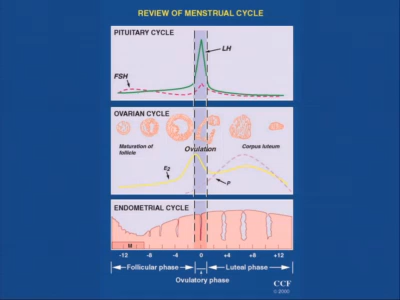 REVIEW OF MENSTRUAL CYCLE
PITUITARY CYCLE
LH
FSH
OVARIAN CYCLE
Maturation of
follicle
Ovulation
Corpus luteum
E2
P
ENDOMETRIAL CYCLE
M
-12 -8 -4 0 +4 +8 +12
Follicular phase
Luteal phase
Ovulatory phase
CCF
© 2000